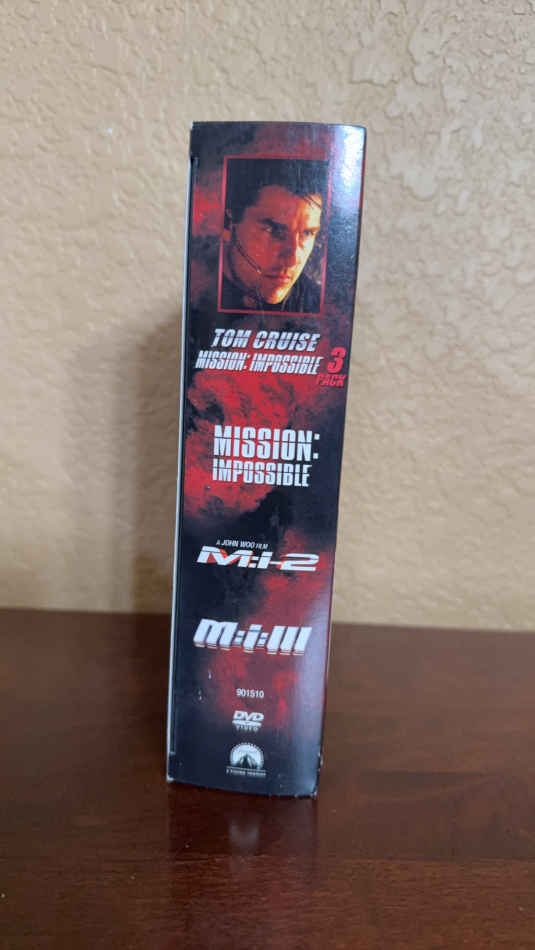 TOM CRUISE
MISSION: IMPOSSIBLE 3
PACK
MISSION:
IMPOSSIBLE
A JOHN WOO FILM
M:I-2
M:i:III
901510
DVD
VIDEO